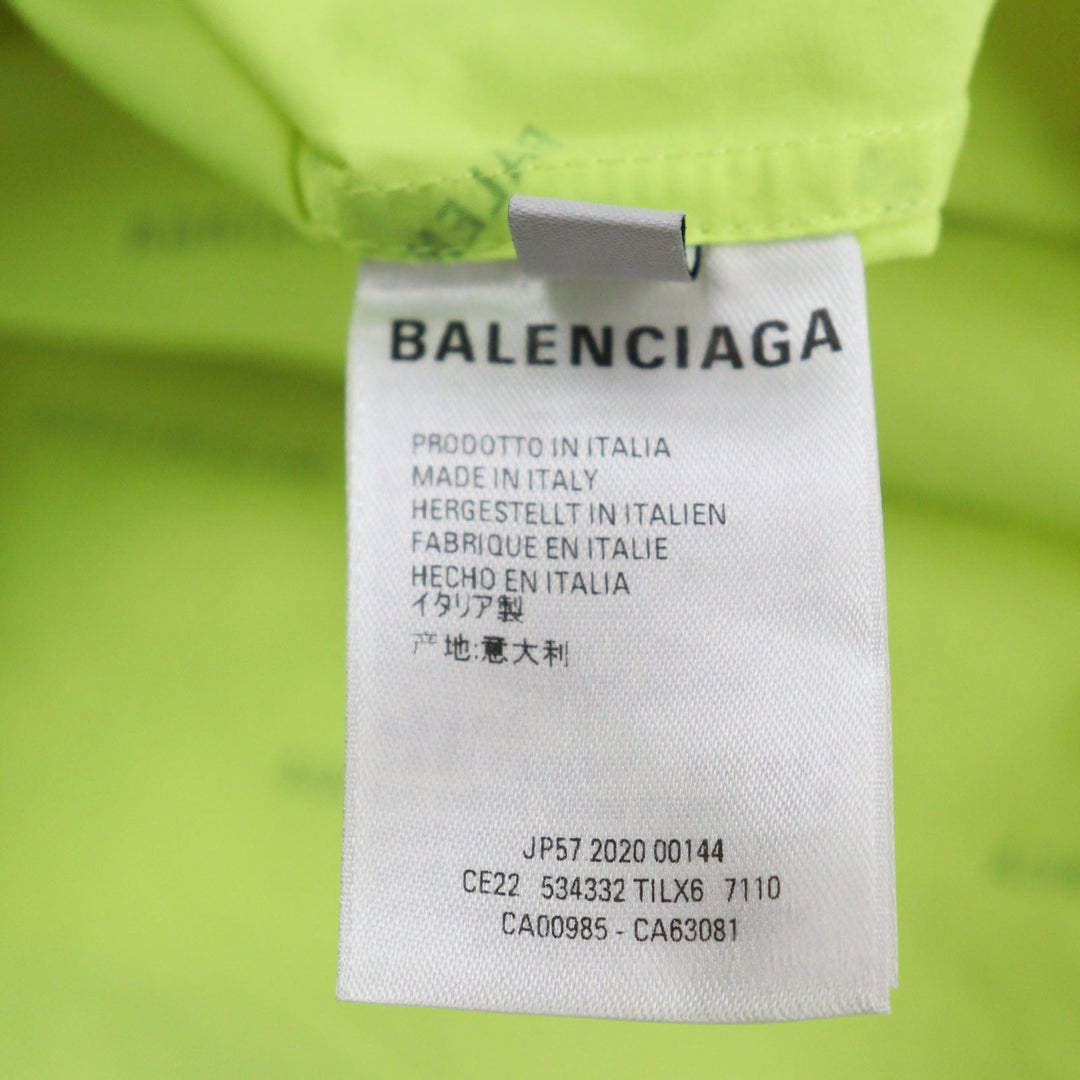 BALENCIAGA
PRODOTTO IN ITALIA
MADE IN ITALY
HERGESTELLT IN ITALIEN
FABRIQUE EN ITALIE
HECHO EN ITALIA
イタリア製
产地:意大利
JP57 2020 00144
CE22 534332 TILX6 7110
CA00985 - CA63081